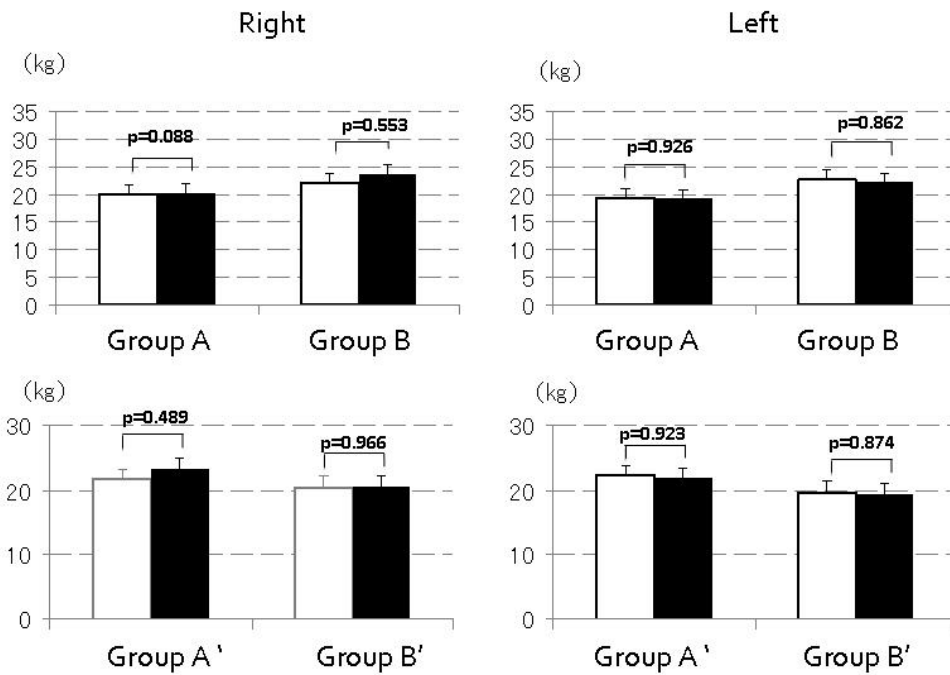 Right
Left
(kg)
(kg)
35
30
25
20
15
10
5
0
p=0.088
p=0.553
Group A
Group B
35
30
25
20
15
10
5
0
p=0.926
p=0.862
Group A
Group B
(kg)
(kg)
30
20
10
0
p=0.489
p=0.966
Group A'
Group B'
30
20
10
0
p=0.923
p=0.874
Group A'
Group B'